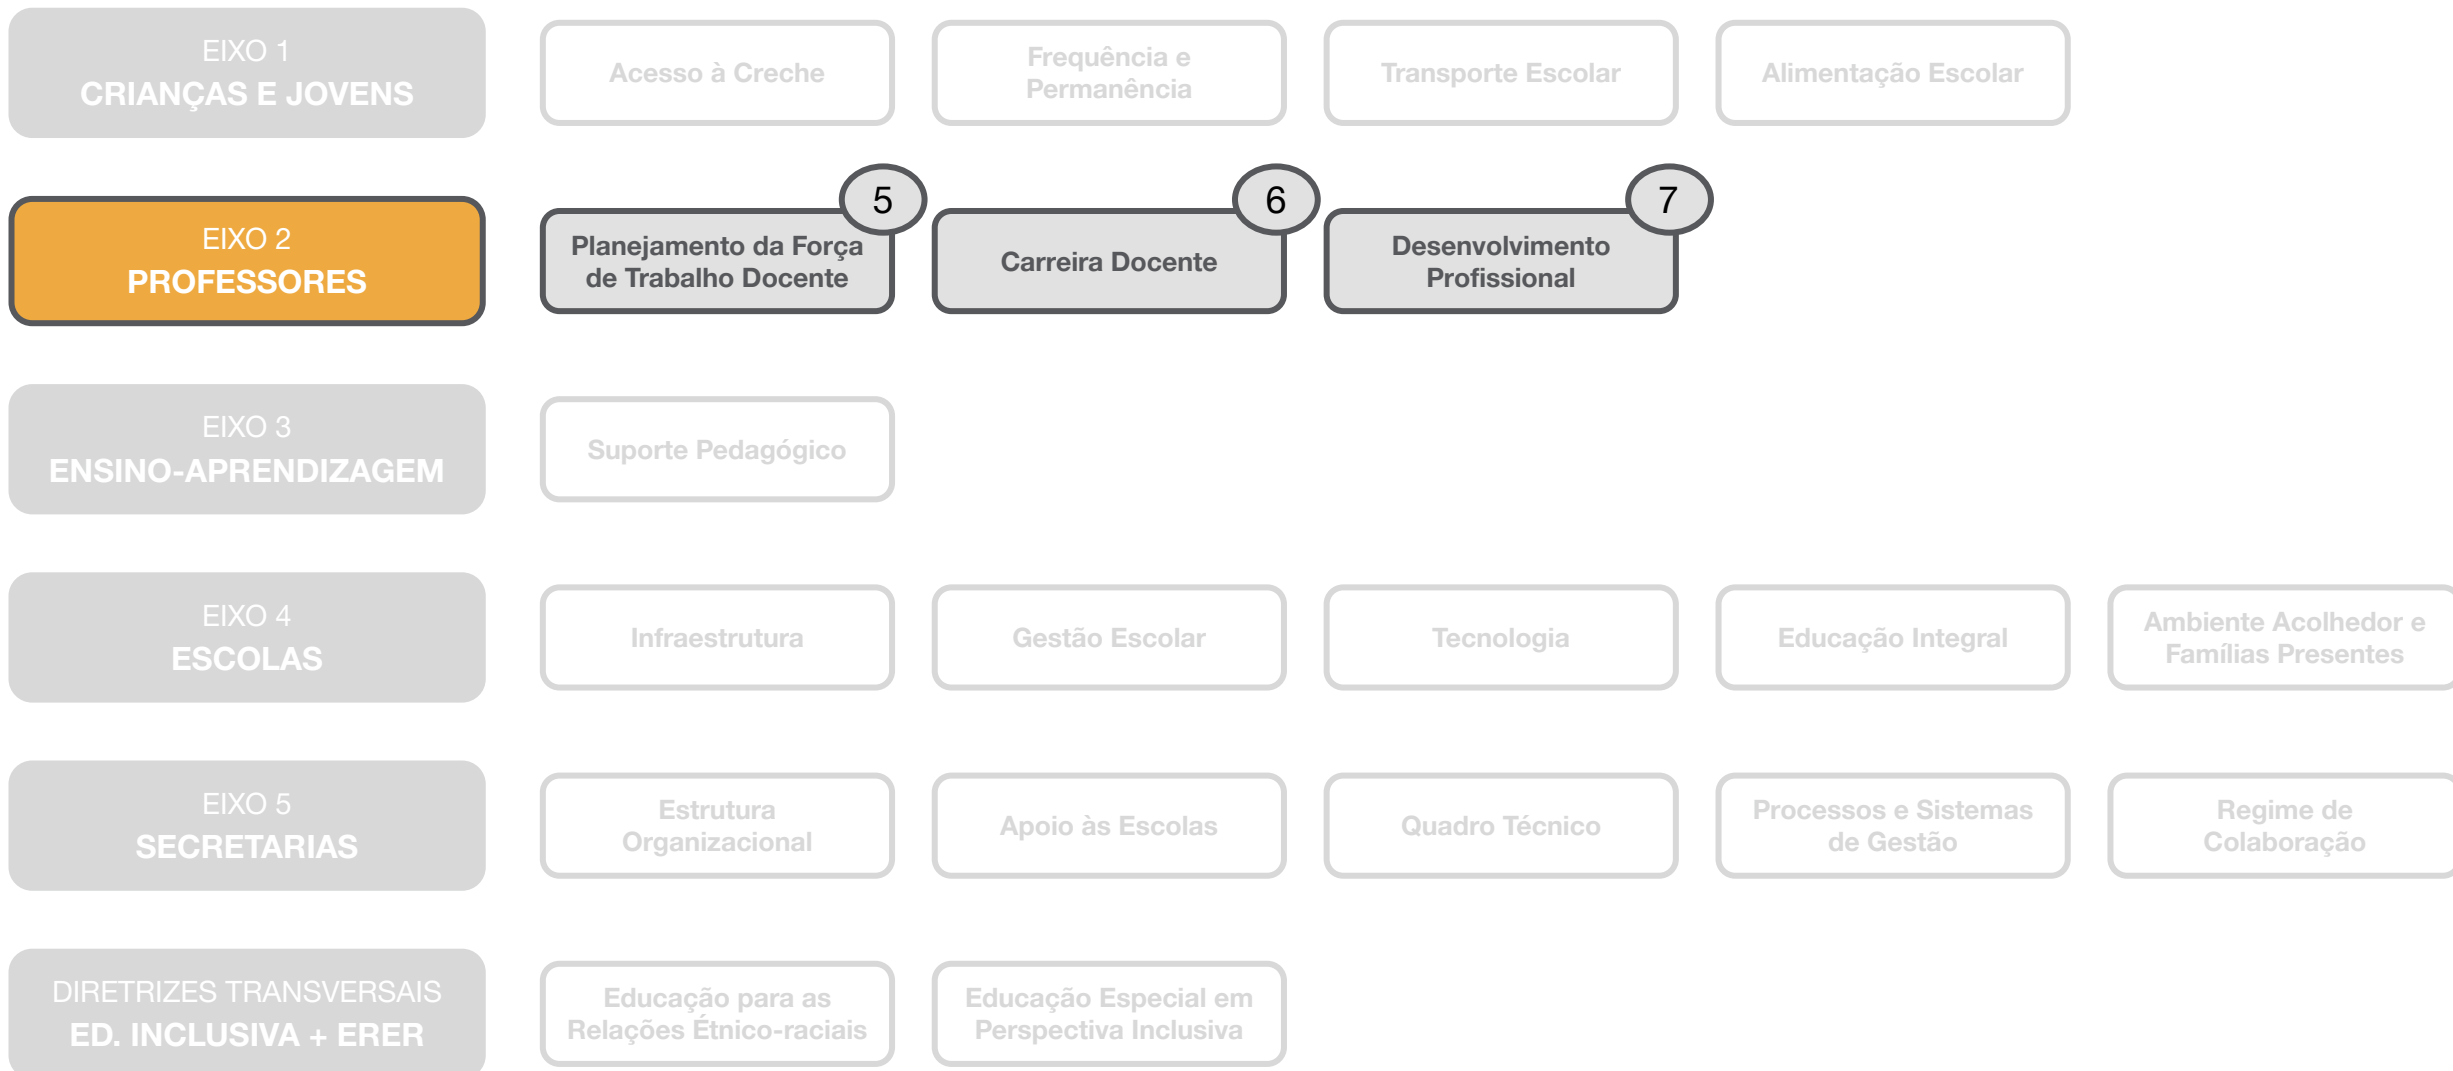 EIXO 1
CRIANÇAS E JOVENS
Acesso à Creche
Frequência e
Permanência
Transporte Escolar
Alimentação Escolar
EIXO 2
PROFESSORES
5
Planejamento da Força
de Trabalho Docente
6
Carreira Docente
7
Desenvolvimento
Profissional
EIXO 3
ENSINO-APRENDIZAGEM
Suporte Pedagógico
EIXO 4
ESCOLAS
Infraestrutura
Gestão Escolar
Tecnologia
Educação Integral
Ambiente Acolhedor e
Famílias Presentes
EIXO 5
SECRETARIAS
Estrutura
Organizacional
Apoio às Escolas
Quadro Técnico
Processos e Sistemas
de Gestão
Regime de
Colaboração
DIRETRIZES TRANSVERSAIS
ED. INCLUSIVA + ERER
Educação para as
Relações Étnico-raciais
Educação Especial em
Perspectiva Inclusiva